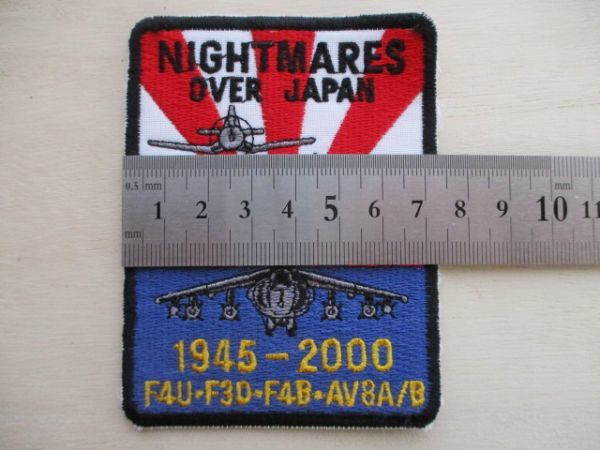 NIGHTMARES
OVER JAPAN
0.5 mm mm
1 2 3 4 5 6 7 8 9 10 11
mm
1945-2000
F4U·F3D·F4B·AV8A/B